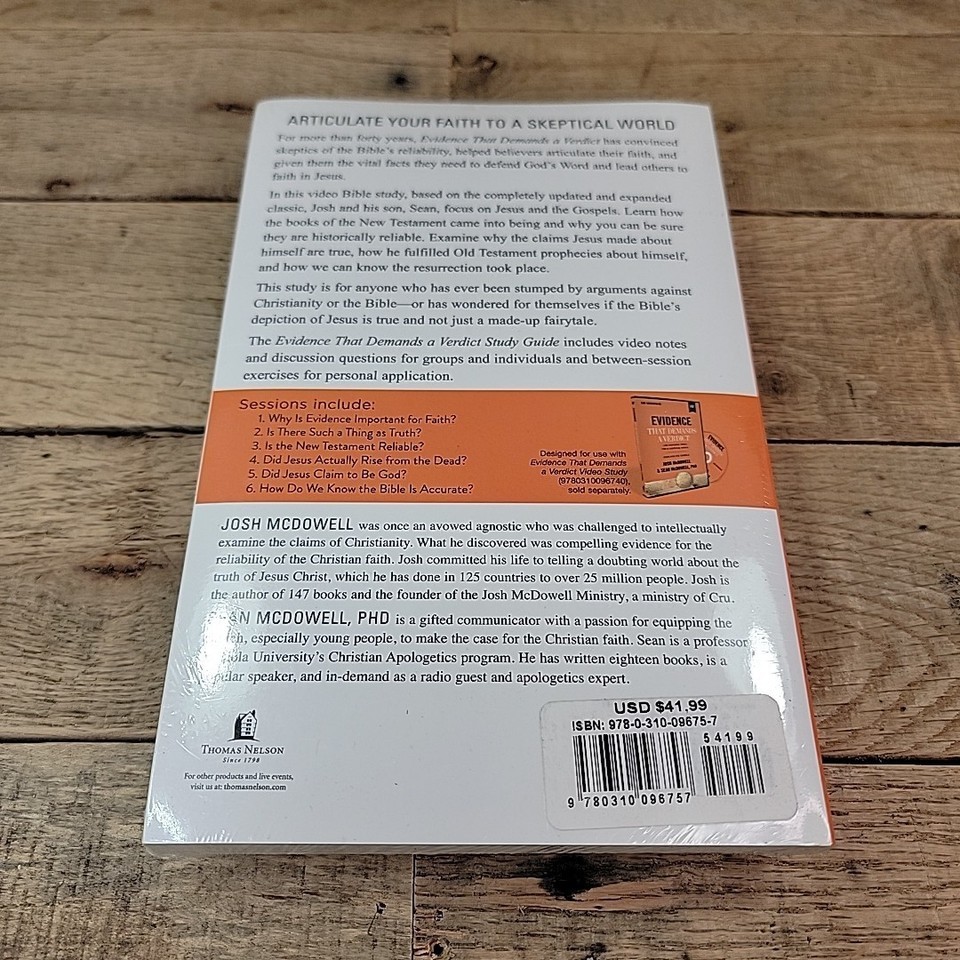 ARTICULATE YOUR FAITH TO A SKEPTICAL WORLD
For more than forty years, Evidence That Demands a Verdict has convinced
skeptics of the Bible's reliability, helped believers articulate their faith, and
given them the vital facts they need to defend God's Word and lead others to
faith in Jesus.
In this video Bible study, based on the completely updated and expanded
classic, Josh and his son, Sean, focus on Jesus and the Gospels. Learn how
the books of the New Testament came into being and why you can be sure
they are historically reliable. Examine why the claims Jesus made about
himself are true, how he fulfilled Old Testament prophecies about himself,
and how we can know the resurrection took place.
This study is for anyone who has ever been stumped by arguments against
Christianity or the Bible—or has wondered for themselves if the Bible's
depiction of Jesus is true and not just a made-up fairytale.
The Evidence That Demands a Verdict Study Guide includes video notes
and discussion questions for groups and individuals and between-session
exercises for personal application.
Sessions include:
1. Why Is Evidence Important for Faith?
2. Is There Such a Thing as Truth?
3. Is the New Testament Reliable?
4. Did Jesus Actually Rise from the Dead?
5. Did Jesus Claim to Be God?
6. How Do We Know the Bible Is Accurate?
Designed for use with
Evidence That Demands
a Verdict Video Study
(9780310096740),
sold separately.
EVIDENCE
THAT DEMANDS
A VERDICT
JOSH McDOWELL
& SEAN McDOWELL, PhD
JOSH MCDOWELL was once an avowed agnostic who was challenged to intellectually
examine the claims of Christianity. What he discovered was compelling evidence for the
reliability of the Christian faith. Josh committed his life to telling a doubting world about the
truth of Jesus Christ, which he has done in 125 countries to over 25 million people. Josh is
the author of 147 books and the founder of the Josh McDowell Ministry, a ministry of Cru.
SEAN MCDOWELL, PHD is a gifted communicator with a passion for equipping the
especially young people, to make the case for the Christian faith. Sean is a professor
University's Christian Apologetics program. He has written eighteen books, is a
speaker, and in-demand as a radio guest and apologetics expert.
THOMAS NELSON
Since 1798
For other products and live events,
visit us at: thomasnelson.com
USD $41.99
ISBN: 978-0-310-09675-7
54199
9 780310 096757